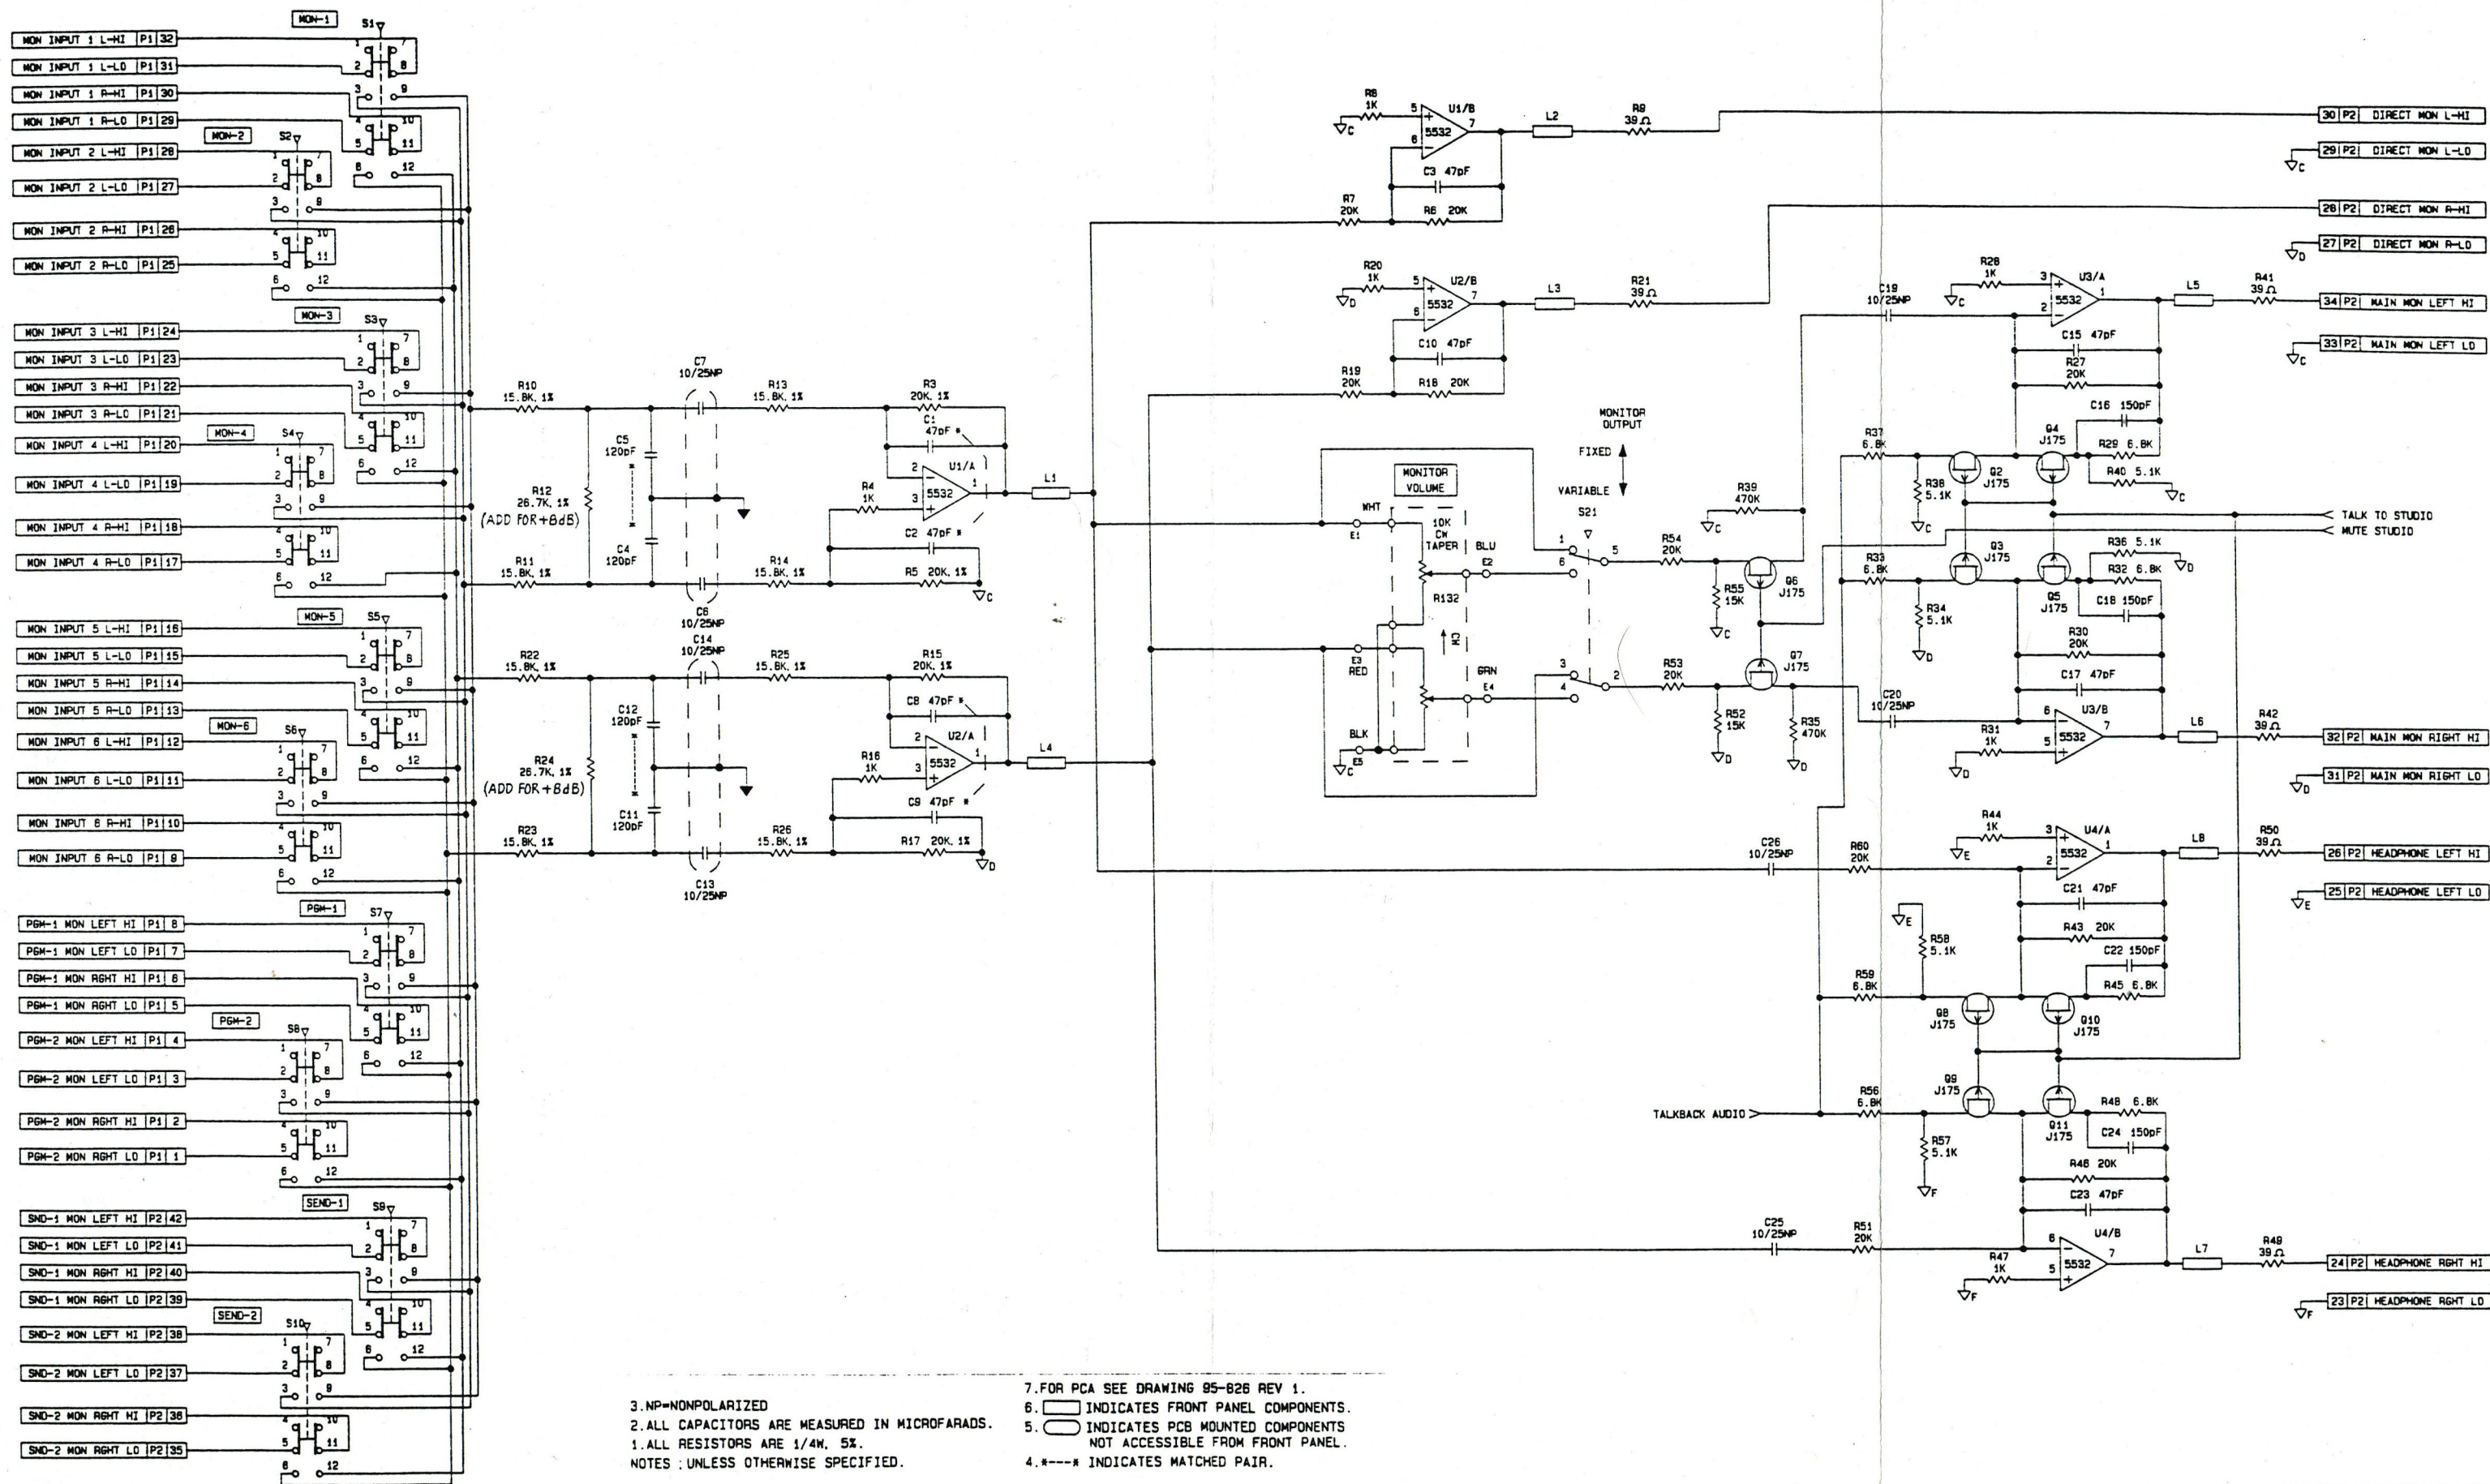 MON-1
S1
MON INPUT 1 L-HI P1 32
MON INPUT 1 L-LO P1 31
MON INPUT 1 R-HI P1 30
MON INPUT 1 R-LO P1 29
MON-2
S2
MON INPUT 2 L-HI P1 28
MON INPUT 2 L-LO P1 27
MON INPUT 2 R-HI P1 26
MON INPUT 2 R-LO P1 25
MON-3
S3
MON INPUT 3 L-HI P1 24
MON INPUT 3 L-LO P1 23
MON INPUT 3 R-HI P1 22
MON INPUT 3 R-LO P1 21
MON-4
S4
MON INPUT 4 L-HI P1 20
MON INPUT 4 L-LO P1 19
MON INPUT 4 R-HI P1 18
MON INPUT 4 R-LO P1 17
MON-5
S5
MON INPUT 5 L-HI P1 16
MON INPUT 5 L-LO P1 15
MON INPUT 5 R-HI P1 14
MON INPUT 5 R-LO P1 13
MON-6
S6
MON INPUT 6 L-HI P1 12
MON INPUT 6 L-LO P1 11
MON INPUT 6 R-HI P1 10
MON INPUT 6 R-LO P1 9
PGM-1
S7
PGM-1 MON LEFT HI P1 8
PGM-1 MON LEFT LO P1 7
PGM-1 MON RGHT HI P1 6
PGM-1 MON RGHT LO P1 5
PGM-2
S8
PGM-2 MON LEFT HI P1 4
PGM-2 MON LEFT LO P1 3
PGM-2 MON RGHT HI P1 2
PGM-2 MON RGHT LO P1 1
SEND-1
S9
SND-1 MON LEFT HI P2 42
SND-1 MON LEFT LO P2 41
SND-1 MON RGHT HI P2 40
SND-1 MON RGHT LO P2 39
SEND-2
S10
SND-2 MON LEFT HI P2 38
SND-2 MON LEFT LO P2 37
SND-2 MON RGHT HI P2 36
SND-2 MON RGHT LO P2 35
R10
15.8K, 1%
C7
10/25NP
R13
15.8K, 1%
R3
20K, 1%
C1
47pF *
C5
120pF
R12
26.7K, 1%
(ADD FOR +8dB)
R4
1K
U1/A
5532
L1
C4
120pF
C2 47pF *
R11
15.8K, 1%
R14
15.8K, 1%
R5 20K, 1%
C
C6
10/25NP
C14
10/25NP
R22
15.8K, 1%
R25
15.8K, 1%
R15
20K, 1%
C8 47pF *
C12
120pF
R24
26.7K, 1%
(ADD FOR +8dB)
R16
1K
U2/A
5532
L4
C11
120pF
C9 47pF *
R23
15.8K, 1%
R26
15.8K, 1%
R17 20K, 1%
D
C13
10/25NP
R8
1K
C
U1/B
5532
L2
R9
39Ω
C3 47pF
R7
20K
R6 20K
30 P2 DIRECT MON L-HI
29 P2 DIRECT MON L-LO
C
R20
1K
D
U2/B
5532
L3
R21
39Ω
C10 47pF
R19
20K
R18 20K
28 P2 DIRECT MON R-HI
27 P2 DIRECT MON R-LO
D
MONITOR
OUTPUT
FIXED
VARIABLE
S21
MONITOR
VOLUME
WHT
E1
10K
CW
TAPER
BLU
E2
R132
CW
E3
RED
GRN
E4
BLK
E5
C
R54
20K
R39
470K
C
R55
15K
C
Q6
J175
Q7
J175
R53
20K
R52
15K
D
R35
470K
D
C19
10/25NP
R28
1K
C
U3/A
5532
L5
R41
39Ω
34 P2 MAIN MON LEFT HI
33 P2 MAIN MON LEFT LO
C
C15 47pF
R27
20K
C16 150pF
R37
6.8K
Q4
J175
R29 6.8K
R40 5.1K
C
R38
5.1K
C
Q2
J175
TALK TO STUDIO
MUTE STUDIO
R33
6.8K
Q3
J175
R36 5.1K
D
R32 6.8K
Q5
J175
C18 150pF
R34
5.1K
D
R30
20K
C17 47pF
C20
10/25NP
R31
1K
D
U3/B
5532
L6
R42
39Ω
32 P2 MAIN MON RIGHT HI
31 P2 MAIN MON RIGHT LO
D
C26
10/25NP
R60
20K
R44
1K
E
U4/A
5532
L8
R50
39Ω
26 P2 HEADPHONE LEFT HI
25 P2 HEADPHONE LEFT LO
E
C21 47pF
R43 20K
C22 150pF
R45 6.8K
E
R58
5.1K
R59
6.8K
Q8
J175
Q10
J175
TALKBACK AUDIO
R56
6.8K
Q9
J175
R48 6.8K
Q11
J175
C24 150pF
R57
5.1K
F
R46 20K
C23 47pF
C25
10/25NP
R51
20K
R47
1K
F
U4/B
5532
L7
R49
39Ω
24 P2 HEADPHONE RGHT HI
23 P2 HEADPHONE RGHT LO
F
3.NP=NONPOLARIZED
2.ALL CAPACITORS ARE MEASURED IN MICROFARADS.
1.ALL RESISTORS ARE 1/4W, 5%.
NOTES : UNLESS OTHERWISE SPECIFIED.
7.FOR PCA SEE DRAWING 95-826 REV 1.
6. INDICATES FRONT PANEL COMPONENTS.
5. INDICATES PCB MOUNTED COMPONENTS
NOT ACCESSIBLE FROM FRONT PANEL.
4.*---* INDICATES MATCHED PAIR.